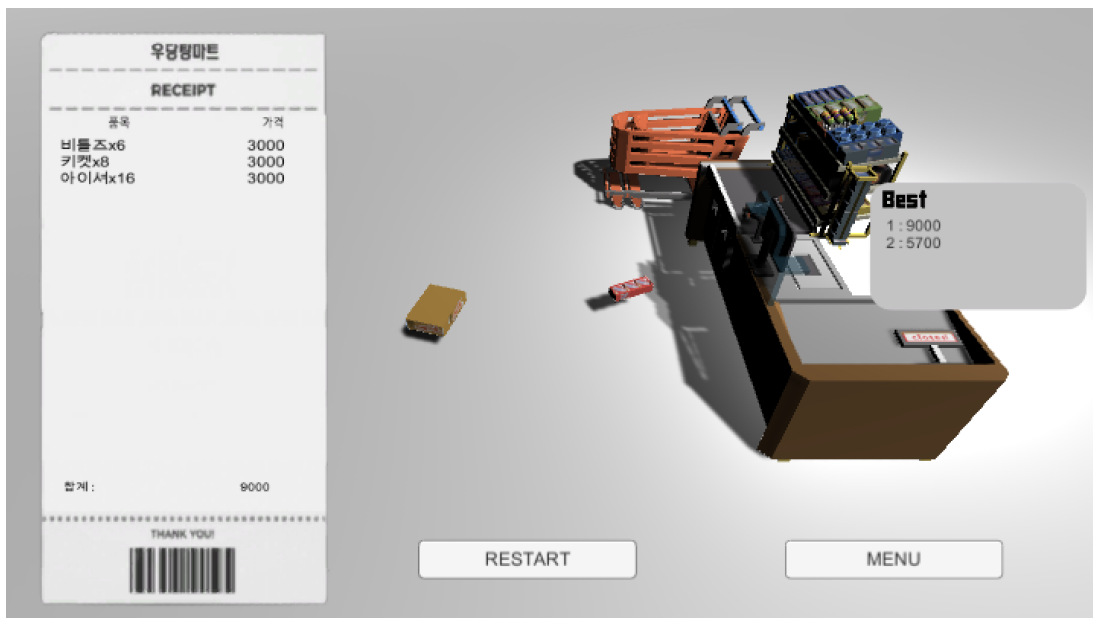 우당탕마트
RECEIPT
품목 가격
비틀즈x6 3000
키켓x8 3000
아이셔x16 3000
합계 : 9000
THANK YOU!
Best
1 : 9000
2 : 5700
closed
RESTART
MENU